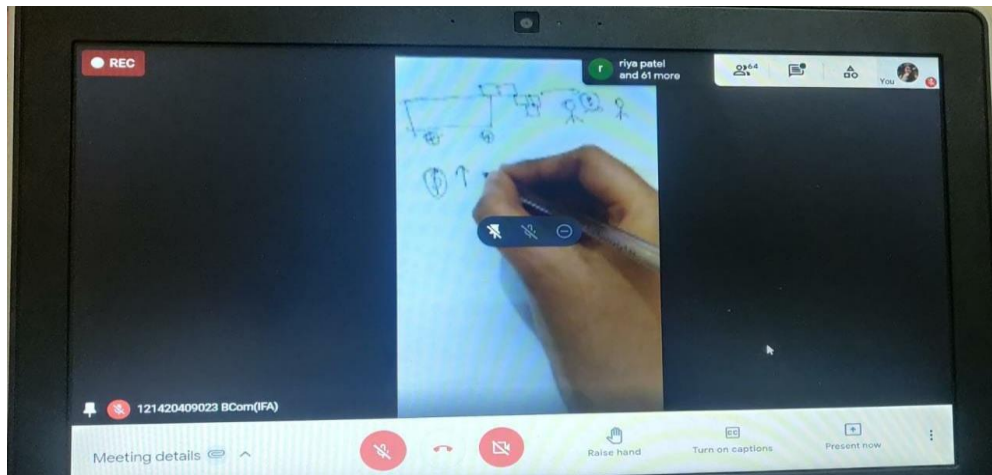 REC
riya patel
and 61 more
r
64
You
121420409023 BCom(IFA)
Meeting details
Raise hand
CC
Turn on captions
Present now